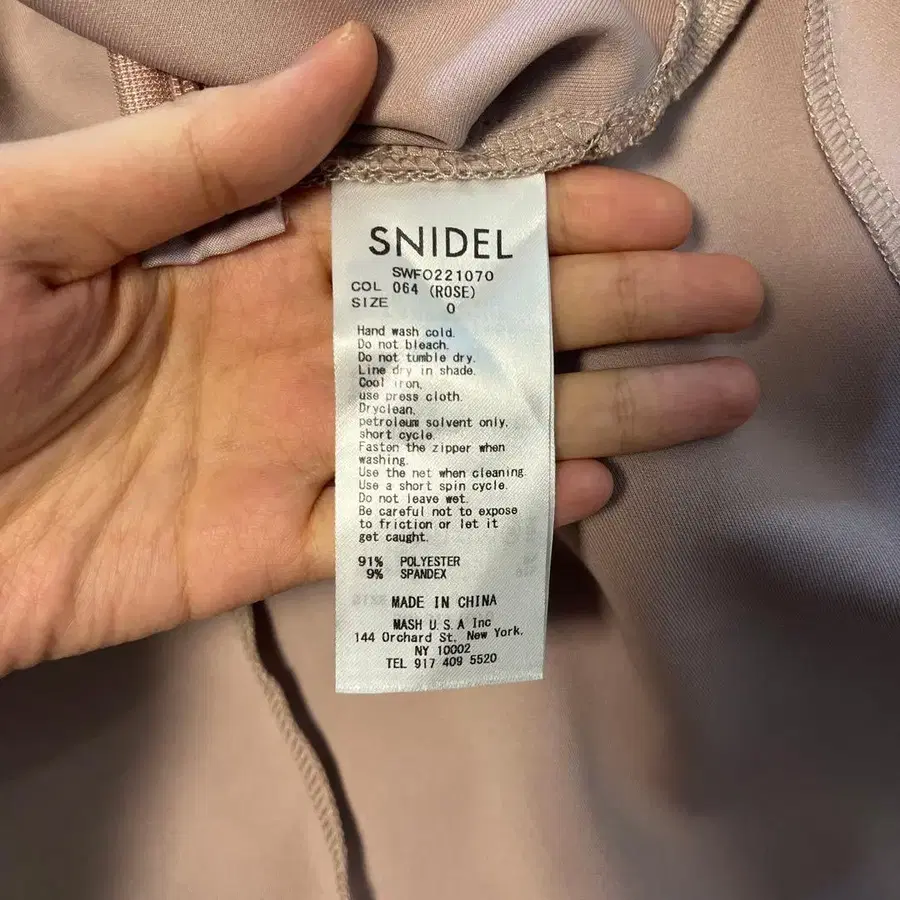 SNIDEL
SWFO221070
COL 064 (ROSE)
SIZE 0
Hand wash cold.
Do not bleach.
Do not tumble dry.
Line dry in shade.
Cool iron,
use press cloth.
Dryclean,
petroleum solvent only.
short cycle.
Fasten the zipper when
washing.
Use the net when cleaning.
Use a short spin cycle.
Do not leave wet.
Be careful not to expose
to friction or let it
get caught.
91% POLYESTER
9% SPANDEX
MADE IN CHINA
MASH U.S.A Inc
144 Orchard St, New York,
NY 10002
TEL 917 409 5520